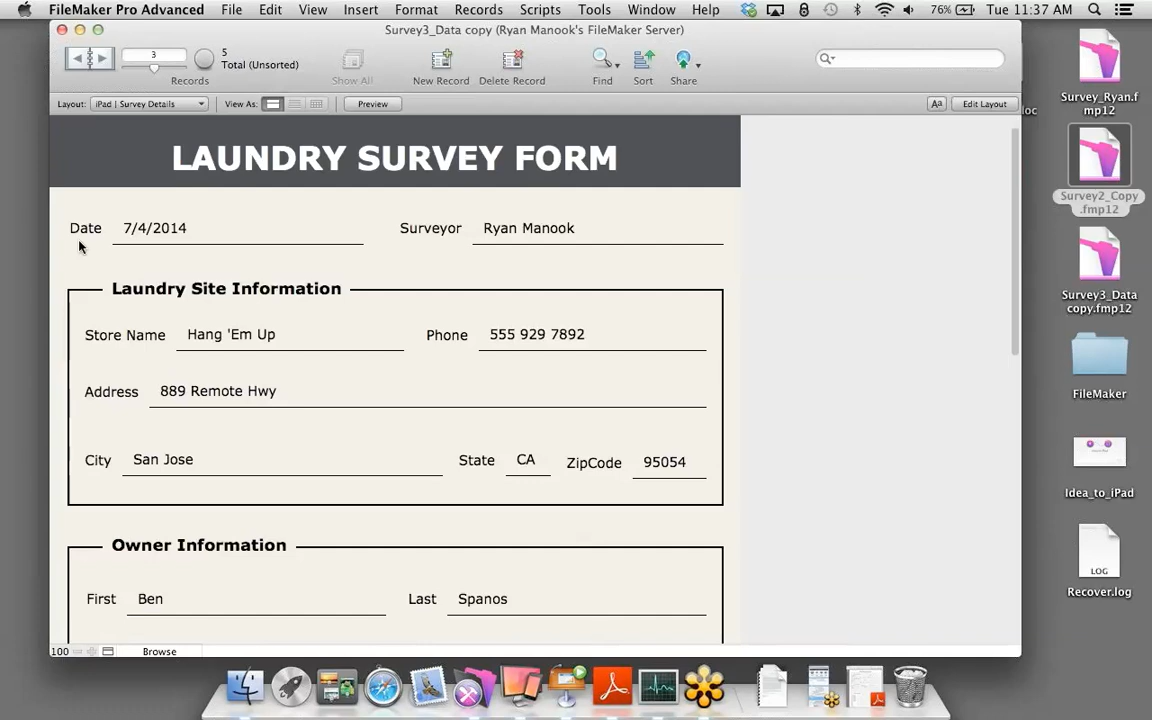 FileMaker Pro Advanced File Edit View Insert Format Records Scripts Tools Window Help 76% Tue 11:37 AM
Survey3_Data copy (Ryan Manook's FileMaker Server)
3
5
Total (Unsorted)
Records
Show All
New Record
Delete Record
Find
Sort
Share
Layout: iPad | Survey Details
View As:
Preview
Aa
Edit Layout
LAUNDRY SURVEY FORM
Date 7/4/2014 Surveyor Ryan Manook
Laundry Site Information
Store Name Hang 'Em Up Phone 555 929 7892
Address 889 Remote Hwy
City San Jose State CA ZipCode 95054
Owner Information
First Ben Last Spanos
100
Browse
Survey_Ryan.f
mp12
loc
Survey2_Copy
.fmp12
Survey3_Data
copy.fmp12
FileMaker
Idea_to_iPad
LOG
Recover.log